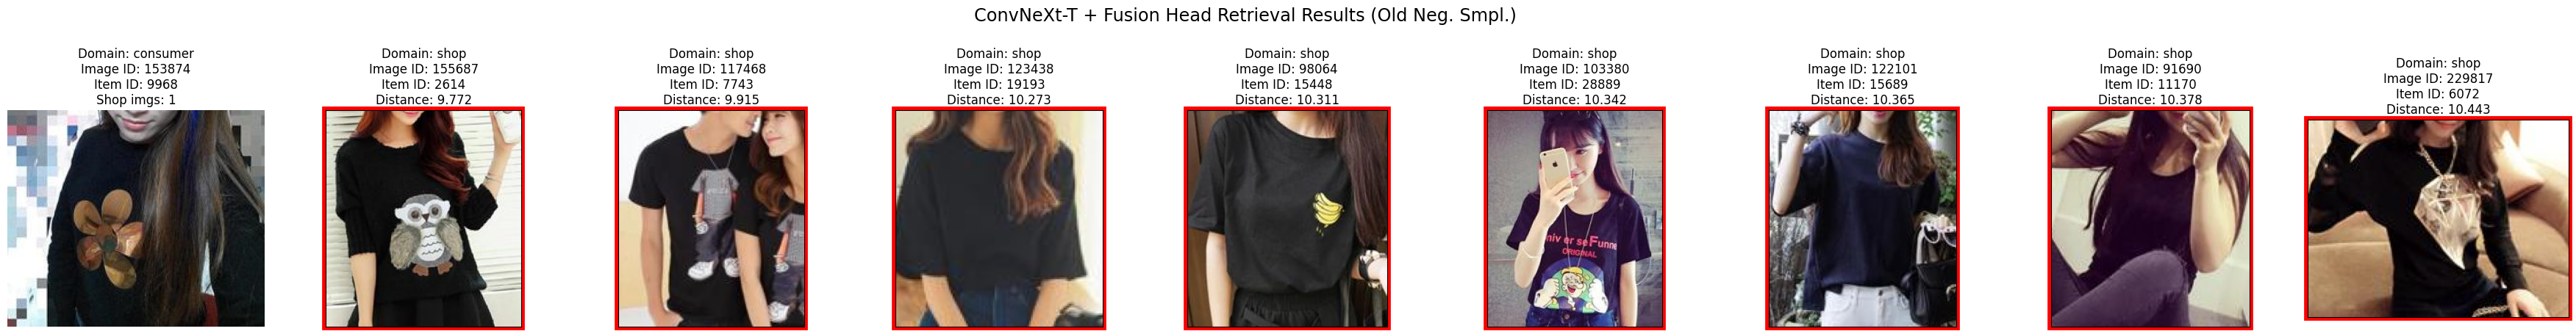 ConvNeXt-T + Fusion Head Retrieval Results (Old Neg. Smpl.)
Domain: consumer
Image ID: 153874
Item ID: 9968
Shop imgs: 1
Domain: shop
Image ID: 155687
Item ID: 2614
Distance: 9.772
Domain: shop
Image ID: 117468
Item ID: 7743
Distance: 9.915
Domain: shop
Image ID: 123438
Item ID: 19193
Distance: 10.273
Domain: shop
Image ID: 98064
Item ID: 15448
Distance: 10.311
Domain: shop
Image ID: 103380
Item ID: 28889
Distance: 10.342
niv er seFunne
ORIGINAL
Domain: shop
Image ID: 122101
Item ID: 15689
Distance: 10.365
Domain: shop
Image ID: 91690
Item ID: 11170
Distance: 10.378
Domain: shop
Image ID: 229817
Item ID: 6072
Distance: 10.443